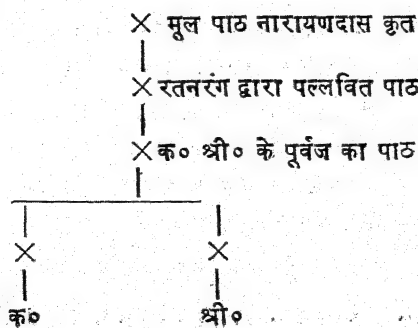 × मूल पाठ नारायणदास कृत
× रतनरंग द्वारा पल्लवित पाठ
× क० श्री० के पूर्वज का पाठ
× ×
क० श्री०